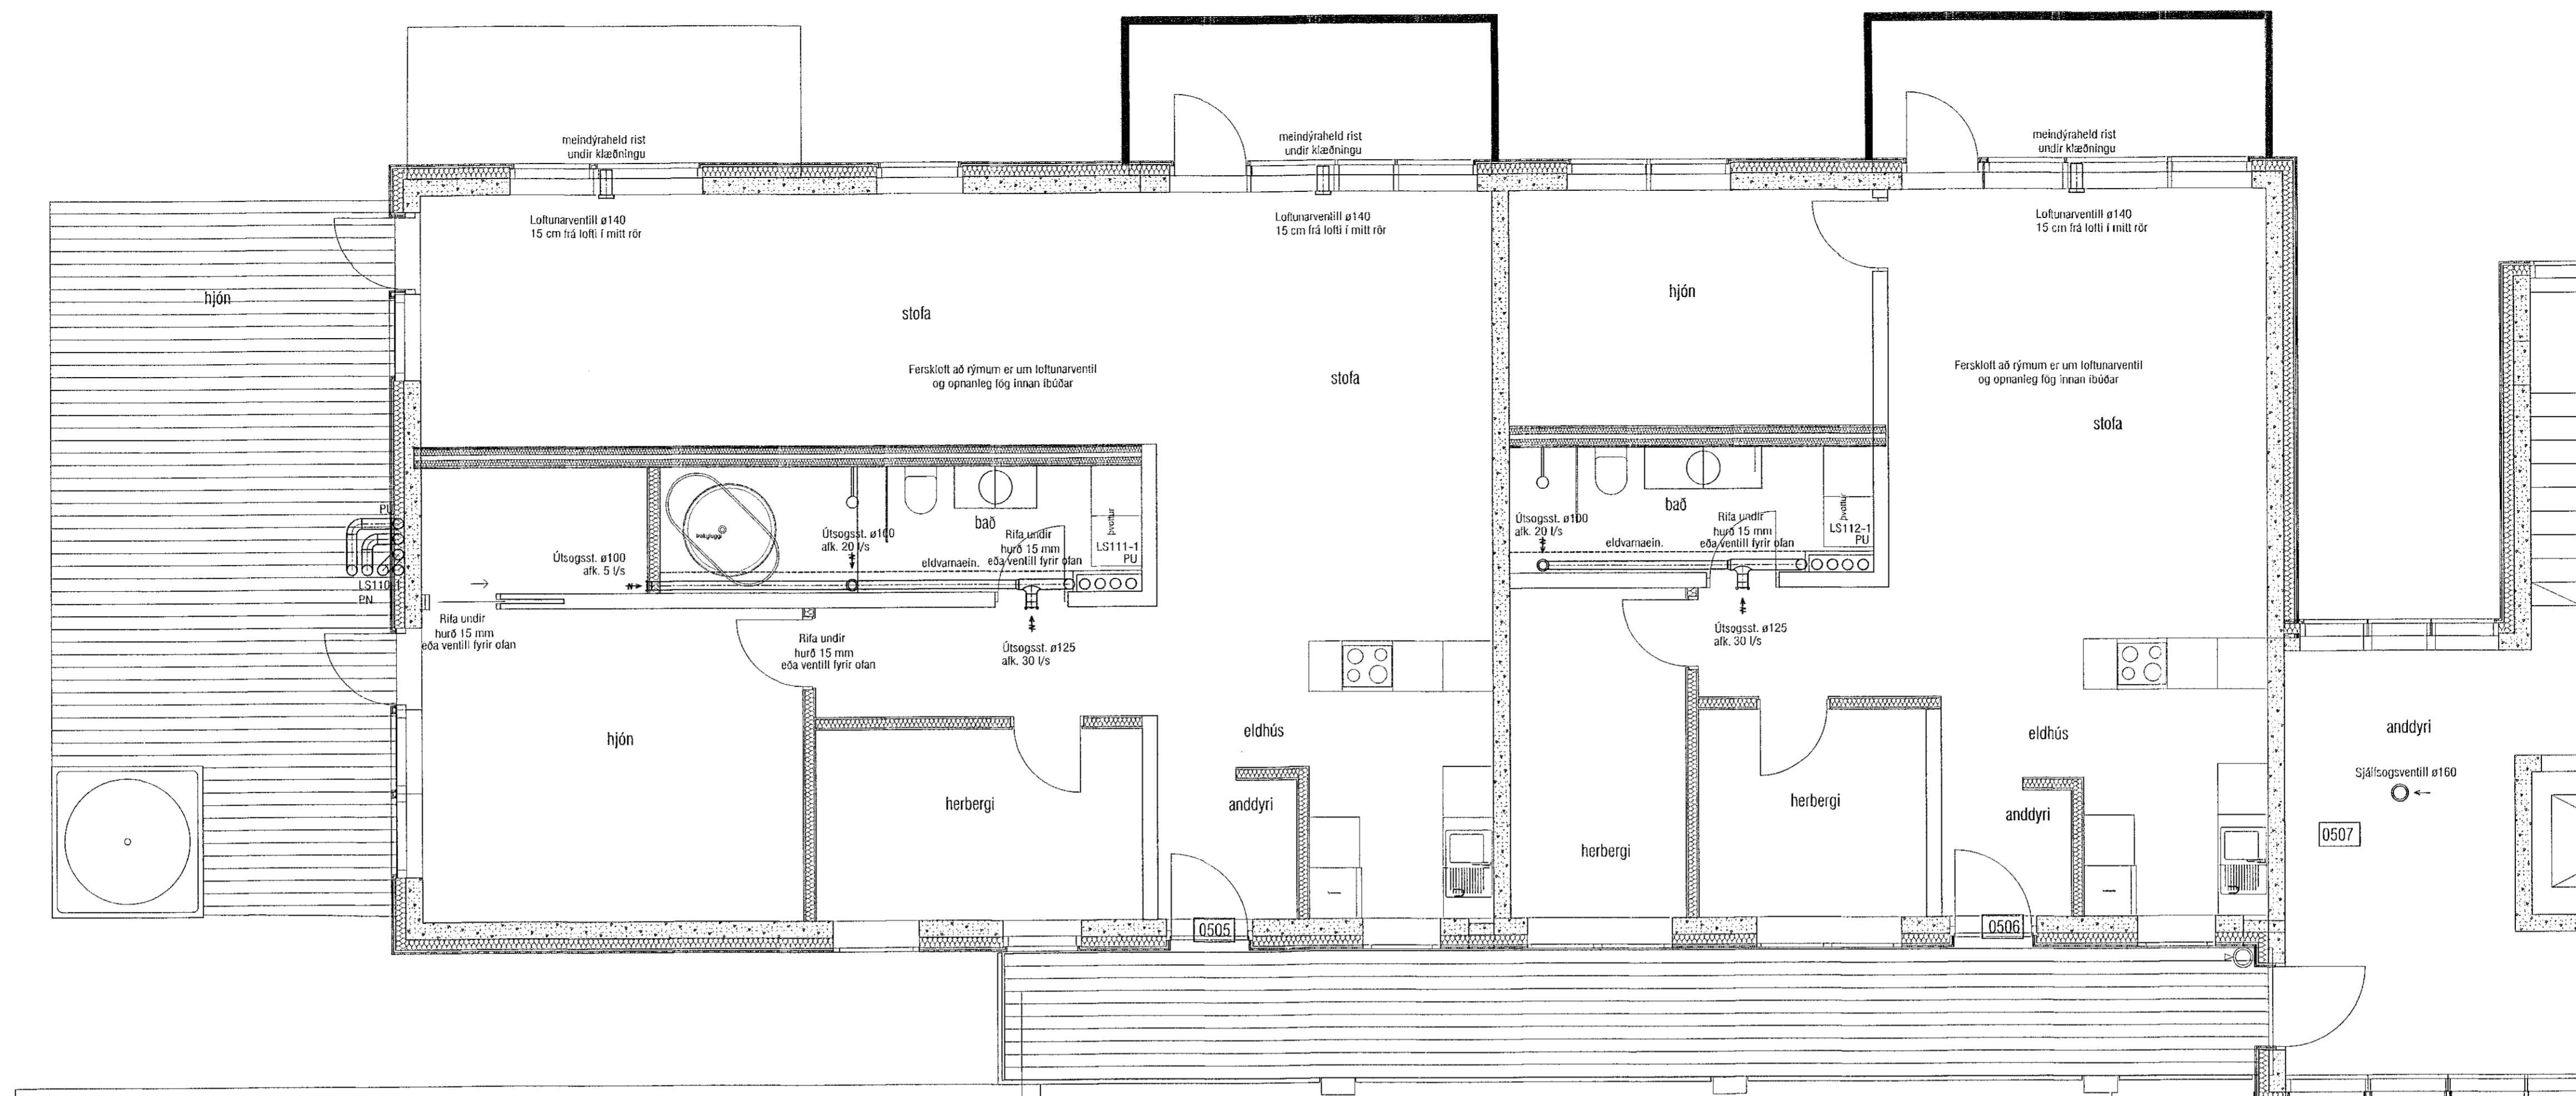 meindýraheld rist
undir klæðningu
meindýraheld rist
undir klæðningu
meindýraheld rist
undir klæðningu
Loftunarventill ø140
15 cm frá lofti í mitt rör
Loftunarventill ø140
15 cm frá lofti í mitt rör
Loftunarventill ø140
15 cm frá lofti í mitt rör
hjón
stofa
hjón
Ferskloft að rýmum er um loftunarventil
og opnanleg fög innan íbúðar
stofa
Ferskloft að rýmum er um loftunarventil
og opnanleg fög innan íbúðar
stofa
PU
LS110-1
PN
Útsogsst. ø100
afk. 5 l/s
Útsogsst. ø100
afk. 20 l/s
bað
eldvarnaein.
Rifa undir
hurð 15 mm
eða ventill fyrir ofan
þvottur
LS111-1
PU
Útsogsst. ø100
afk. 20 l/s
bað
eldvarnaein.
Rifa undir
hurð 15 mm
eða ventill fyrir ofan
þvottur
LS112-1
PU
Rifa undir
hurð 15 mm
eða ventill fyrir ofan
Rifa undir
hurð 15 mm
eða ventill fyrir ofan
Útsogsst. ø125
afk. 30 l/s
Útsogsst. ø125
afk. 30 l/s
hjón
eldhús
eldhús
anddyri
herbergi
anddyri
herbergi
herbergi
anddyri
Sjálfsogsventill ø160
0507
0505
0506